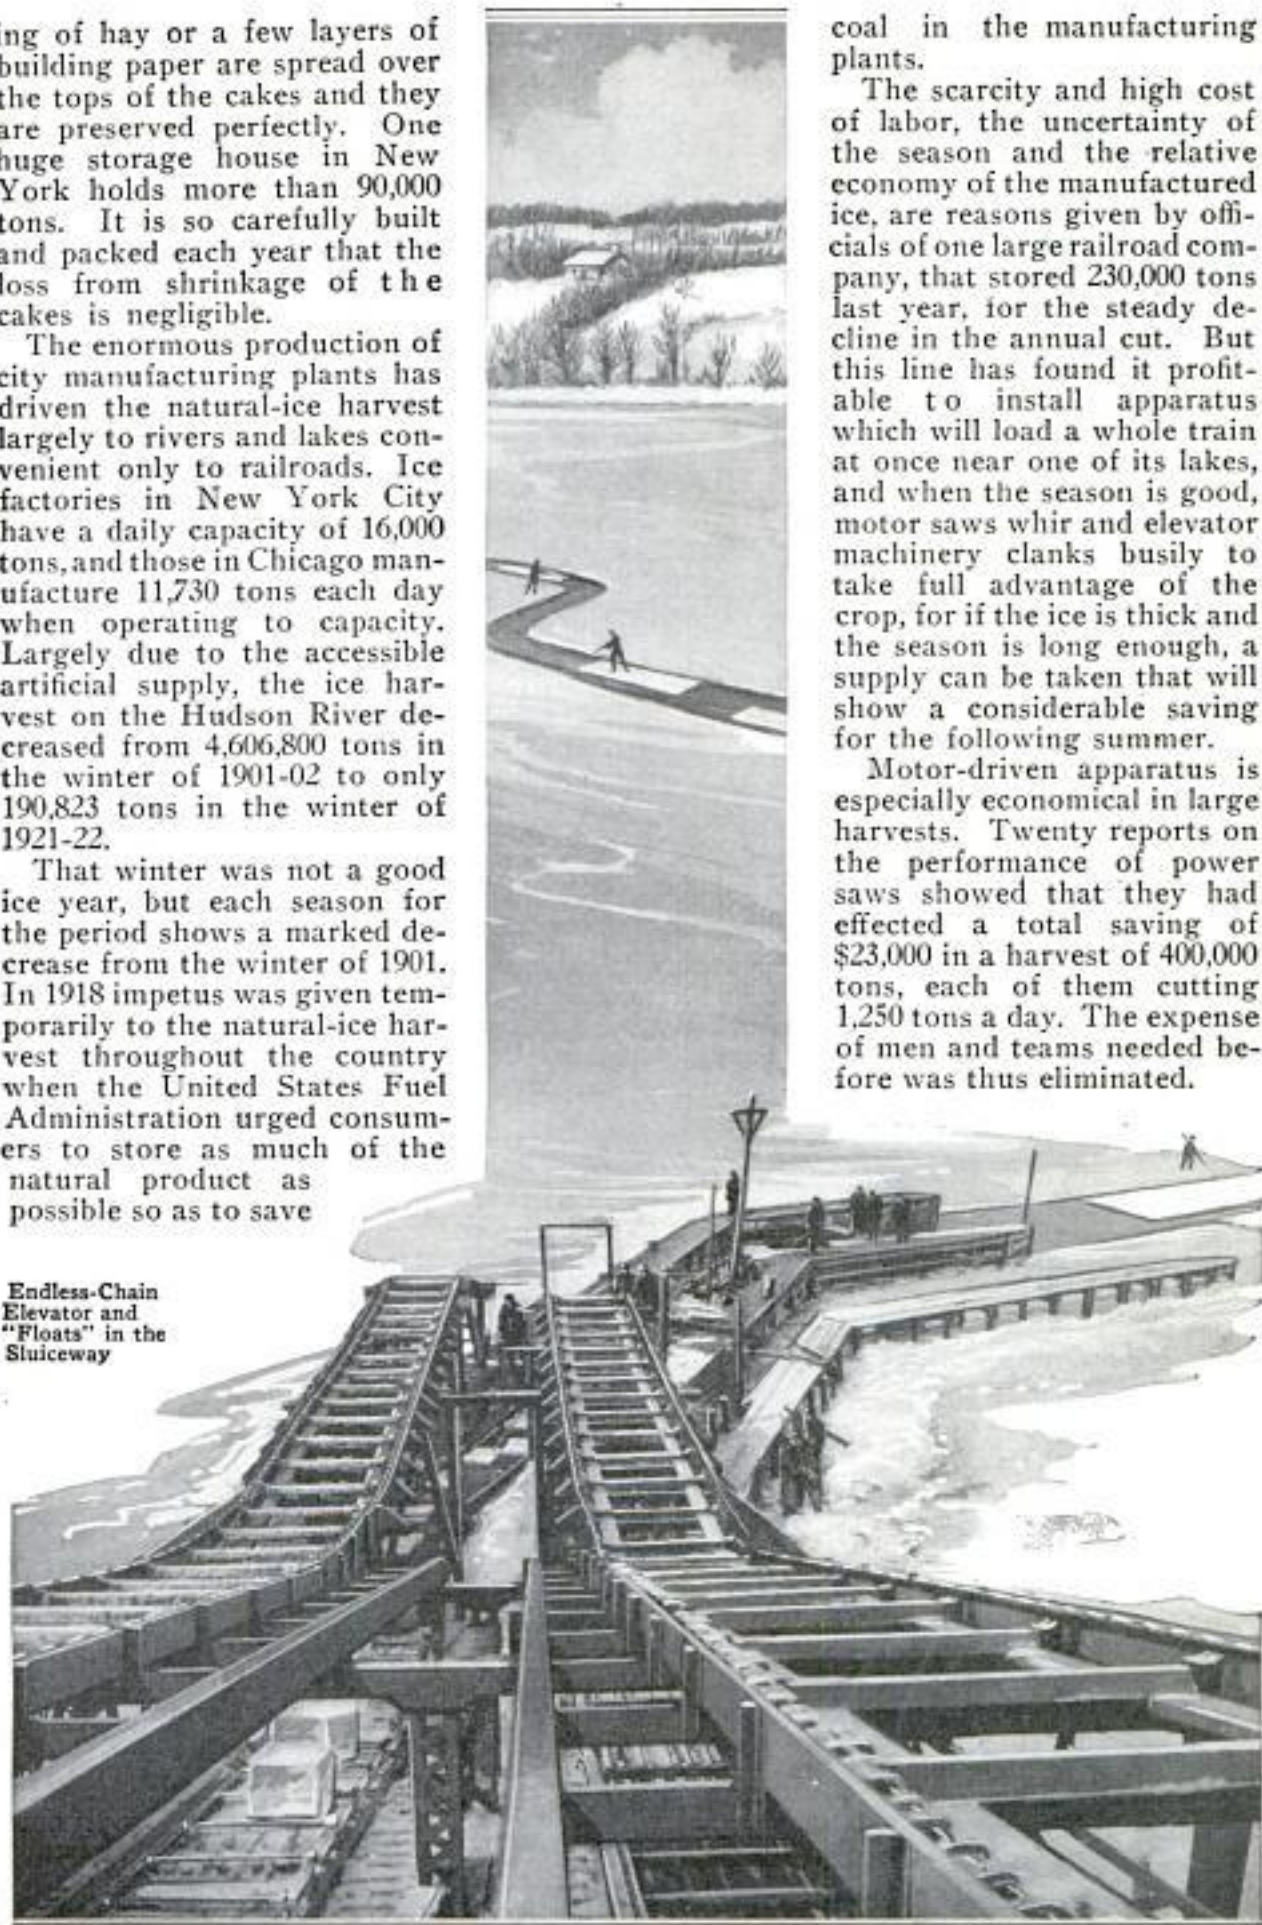 ing of hay or a few layers of
building paper are spread over
the tops of the cakes and they
are preserved perfectly. One
huge storage house in New
York holds more than 90,000
tons. It is so carefully built
and packed each year that the
loss from shrinkage of the
cakes is negligible.
The enormous production of
city manufacturing plants has
driven the natural-ice harvest
largely to rivers and lakes con-
venient only to railroads. Ice
factories in New York City
have a daily capacity of 16,000
tons, and those in Chicago man-
ufacture 11,730 tons each day
when operating to capacity.
Largely due to the accessible
artificial supply, the ice har-
vest on the Hudson River de-
creased from 4,606,800 tons in
the winter of 1901-02 to only
190,823 tons in the winter of
1921-22.
That winter was not a good
ice year, but each season for
the period shows a marked de-
crease from the winter of 1901.
In 1918 impetus was given tem-
porarily to the natural-ice har-
vest throughout the country
when the United States Fuel
Administration urged consum-
ers to store as much of the
natural product as
possible so as to save
Endless-Chain
Elevator and
"Floats" in the
Sluiceway
coal in the manufacturing
plants.
The scarcity and high cost
of labor, the uncertainty of
the season and the relative
economy of the manufactured
ice, are reasons given by offi-
cials of one large railroad com-
pany, that stored 230,000 tons
last year, for the steady de-
cline in the annual cut. But
this line has found it profit-
able to install apparatus
which will load a whole train
at once near one of its lakes,
and when the season is good,
motor saws whir and elevator
machinery clanks busily to
take full advantage of the
crop, for if the ice is thick and
the season is long enough, a
supply can be taken that will
show a considerable saving
for the following summer.
Motor-driven apparatus is
especially economical in large
harvests. Twenty reports on
the performance of power
saws showed that they had
effected a total saving of
$23,000 in a harvest of 400,000
tons, each of them cutting
1,250 tons a day. The expense
of men and teams needed be-
fore was thus eliminated.